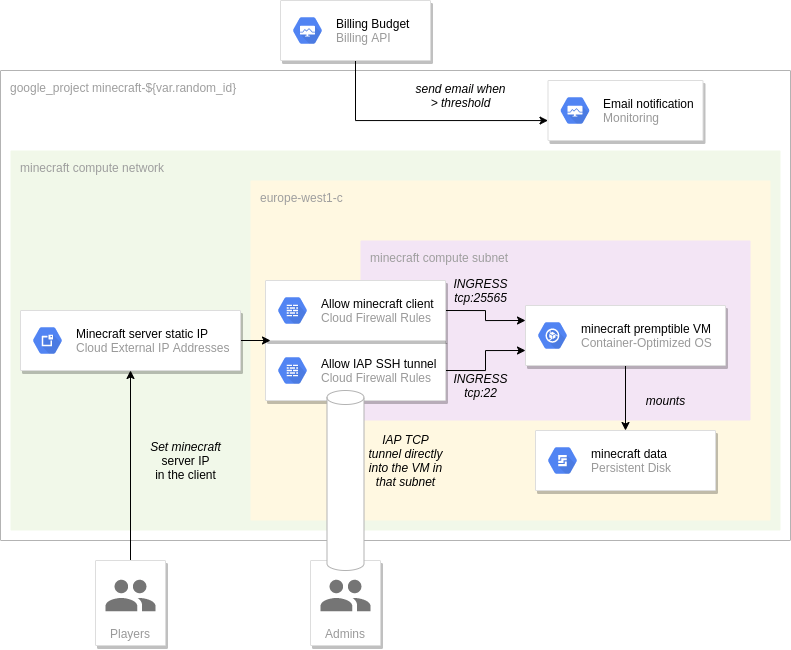 Billing Budget
Billing API
google_project minecraft-${var.random_id}
send email when
> threshold
Email notification
Monitoring
minecraft compute network
europe-west1-c
minecraft compute subnet
INGRESS
tcp:25565
Allow minecraft client
Cloud Firewall Rules
Minecraft server static IP
Cloud External IP Addresses
minecraft premptible VM
Container-Optimized OS
Allow IAP SSH tunnel
Cloud Firewall Rules
INGRESS
tcp:22
mounts
Set minecraft
server IP
in the client
IAP TCP
tunnel directly
into the VM in
that subnet
minecraft data
Persistent Disk
Players
Admins